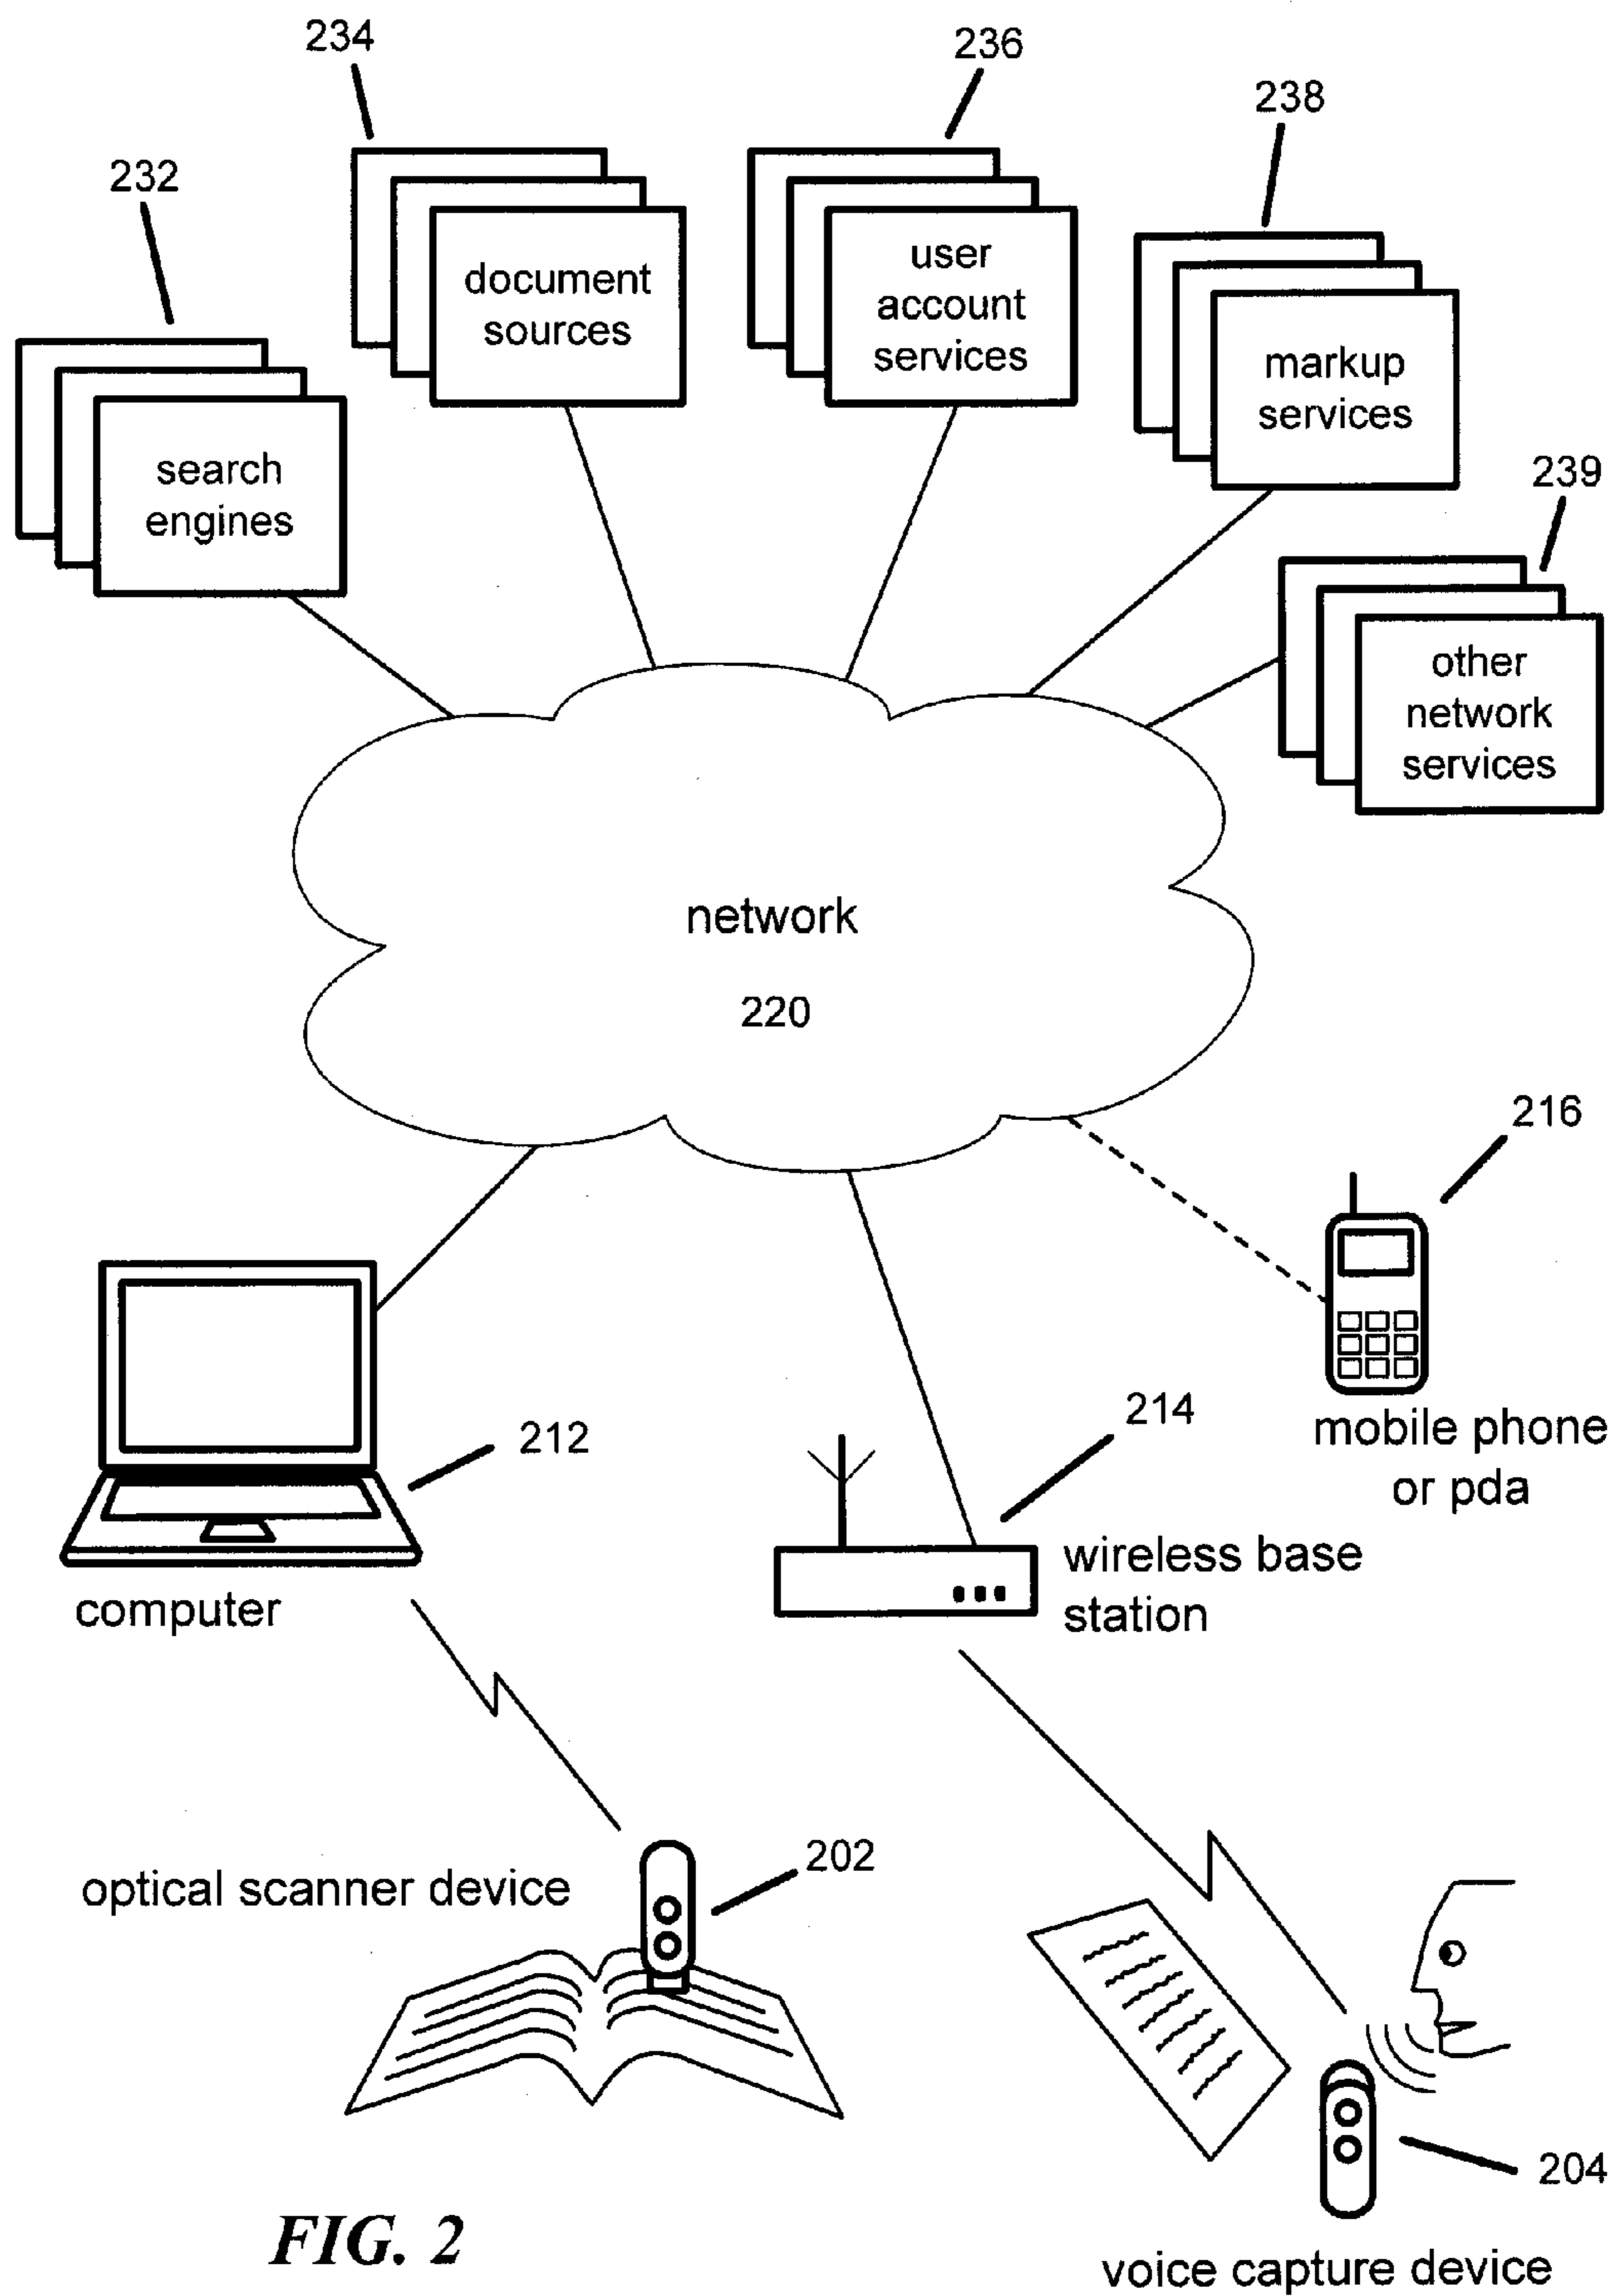 234
236
238
232
document
sources
user
account
services
markup
services
239
search
engines
other
network
services
network
220
216
mobile phone
or pda
214
212
wireless base
station
computer
202
optical scanner device
204
FIG. 2
voice capture device